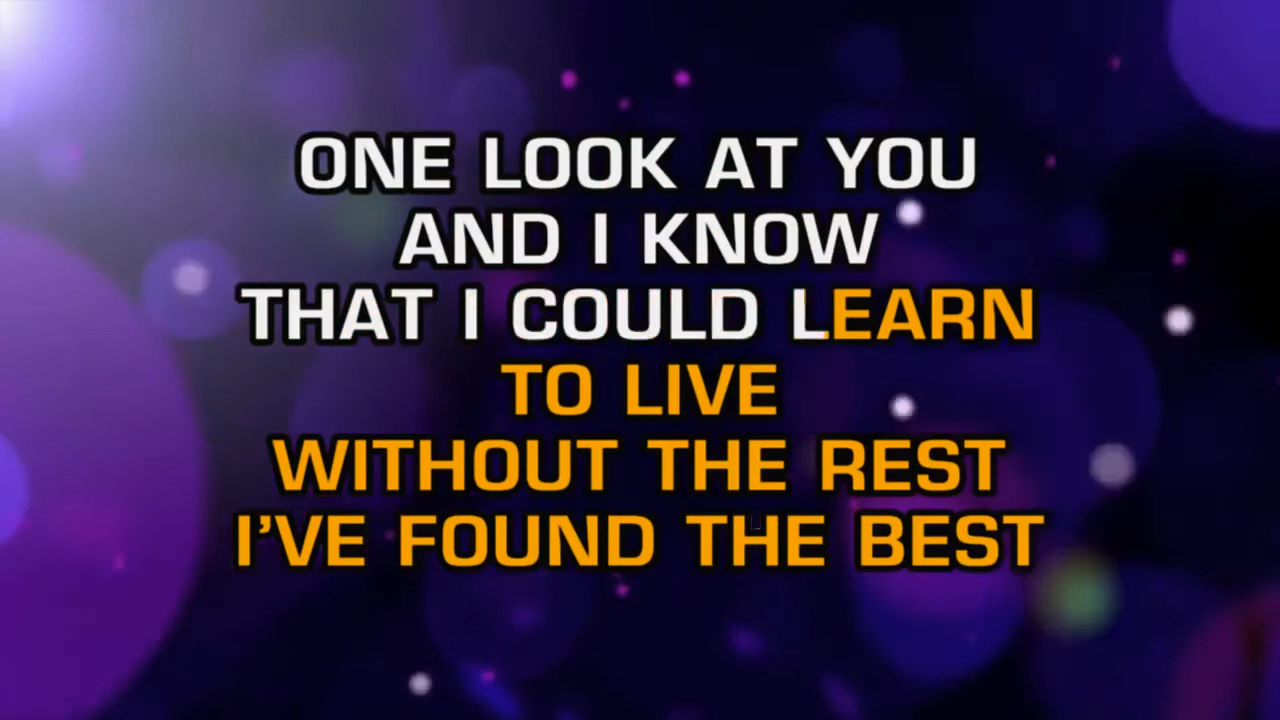 ONE LOOK AT YOU
AND I KNOW
THAT I COULD LEARN
TO LIVE
WITHOUT THE REST
I'VE FOUND THE BEST